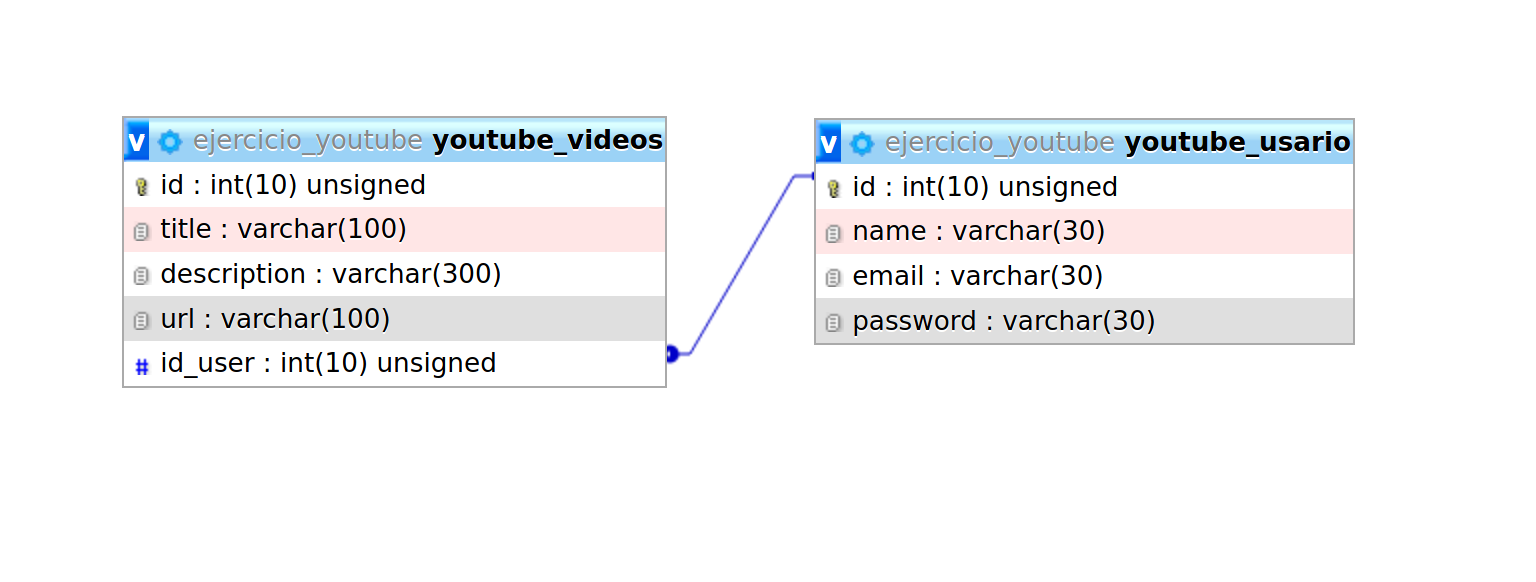 v ejercicio_youtube youtube_videos
id : int(10) unsigned
title : varchar(100)
description : varchar(300)
url : varchar(100)
# id_user : int(10) unsigned
v ejercicio_youtube youtube_usario
id : int(10) unsigned
name : varchar(30)
email : varchar(30)
password : varchar(30)